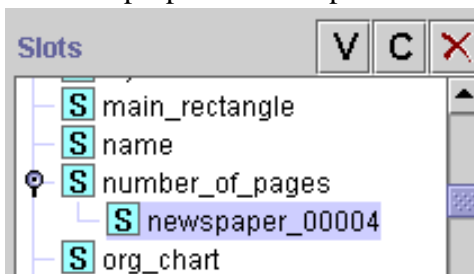 Slots V C
S main_rectangle
S name
S number_of_pages
S newspaper_00004
S org_chart